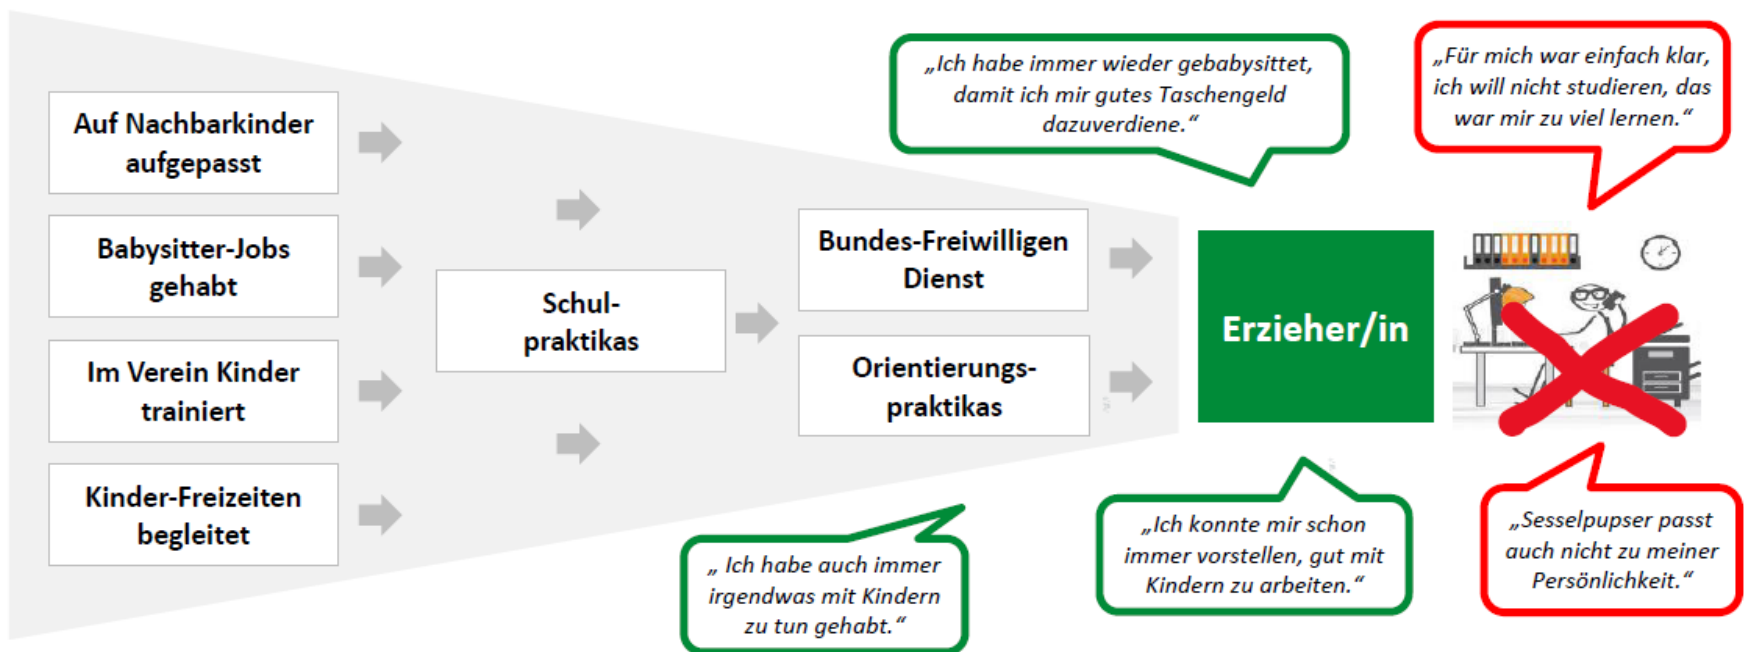 Auf Nachbarkinder
aufgepasst
Babysitter-Jobs
gehabt
Im Verein Kinder
trainiert
Kinder-Freizeiten
begleitet
Schul-
praktikas
Bundes-Freiwilligen
Dienst
Orientierungs-
praktikas
Erzieher/in
„Ich habe immer wieder gebabysittet,
damit ich mir gutes Taschengeld
dazuverdiene.“
„Für mich war einfach klar,
ich will nicht studieren, das
war mir zu viel lernen.“
„ Ich habe auch immer
irgendwas mit Kindern
zu tun gehabt.“
„Ich konnte mir schon
immer vorstellen, gut mit
Kindern zu arbeiten.“
„Sesselpupser passt
auch nicht zu meiner
Persönlichkeit.“